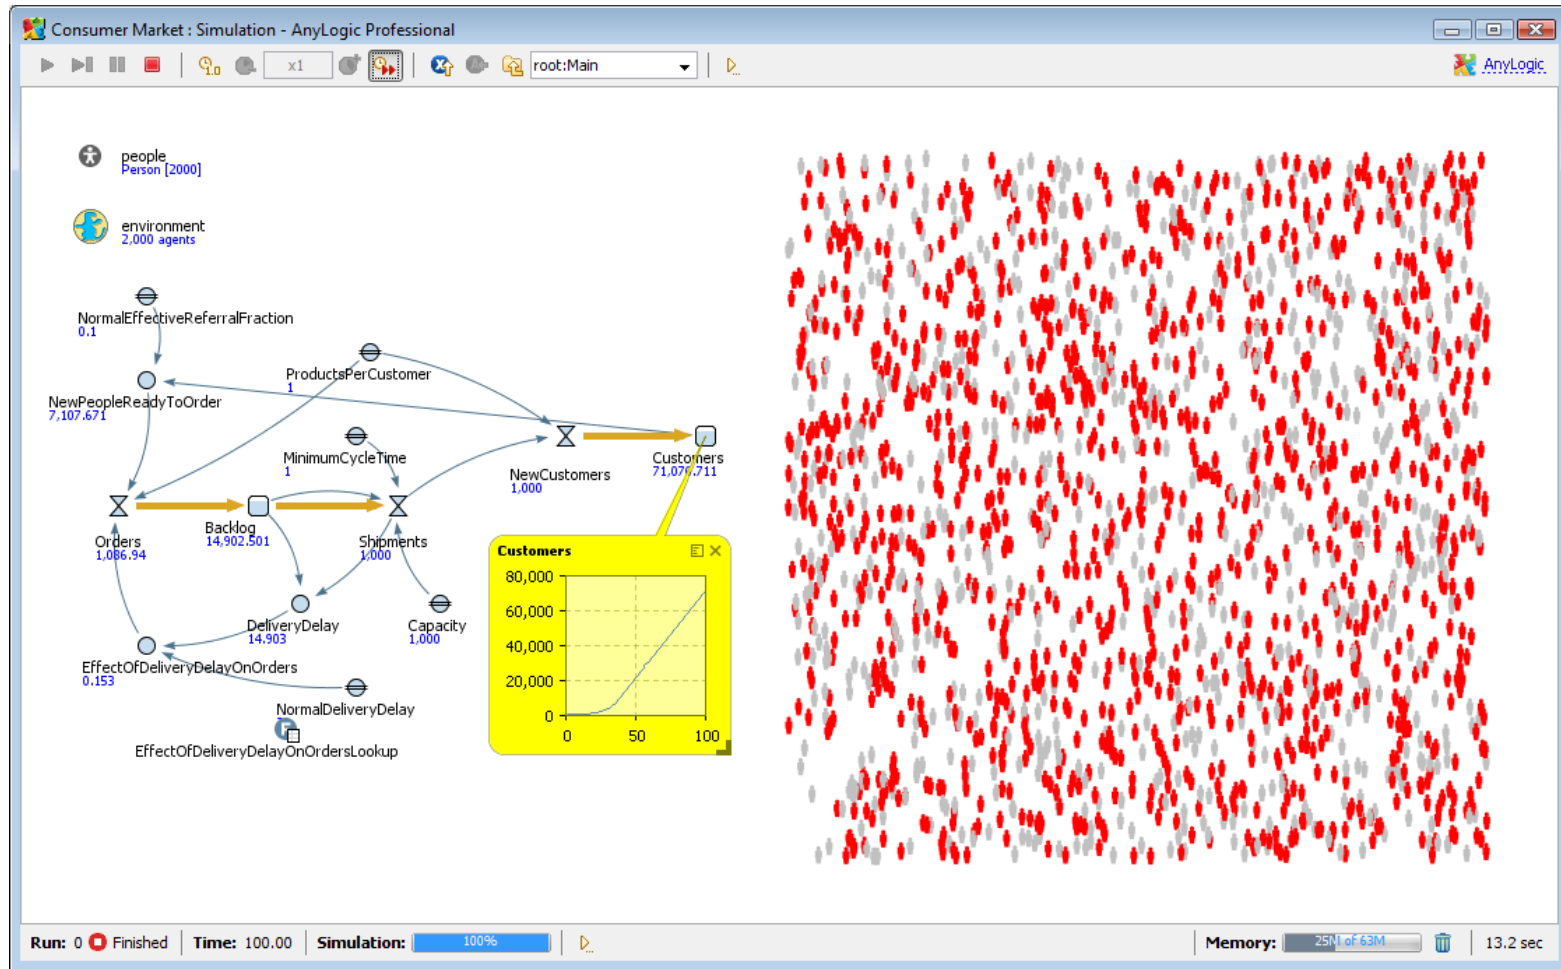 Consumer Market : Simulation - AnyLogic Professional
x1
root:Main
AnyLogic
people
Person [2000]
environment
2,000 agents
NormalEffectiveReferralFraction
0.1
ProductsPerCustomer
1
NewPeopleReadyToOrder
7,107.671
MinimumCycleTime
1
NewCustomers
1,000
Customers
71,076.711
Orders
1,086.94
Backlog
14,902.501
Shipments
1,000
Customers
80,000
60,000
40,000
20,000
0
0
50
100
DeliveryDelay
14.903
Capacity
1,000
EffectOfDeliveryDelayOnOrders
0.153
NormalDeliveryDelay
EffectOfDeliveryDelayOnOrdersLookup
Run: 0 Finished
Time: 100.00
Simulation: 100%
Memory: 25M of 63M
13.2 sec